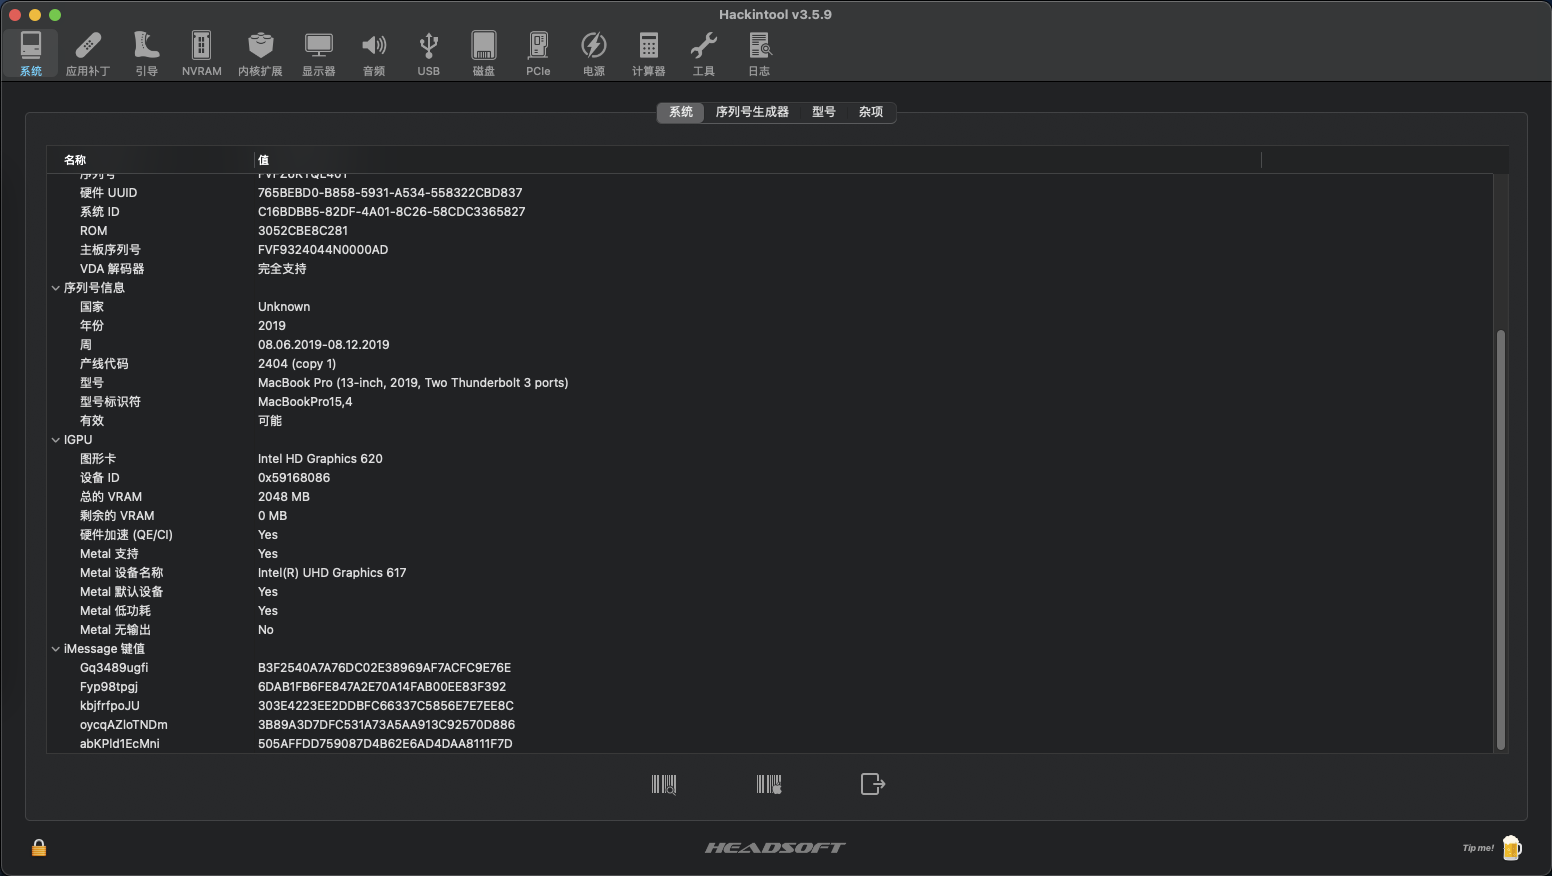 Hackintool v3.5.9
系统 应用补丁 引导 NVRAM 内核扩展 显示器 音频 USB 磁盘 PCIe 电源 计算器 工具 日志
系统 序列号生成器 型号 杂项
名称 值
序列号
硬件 UUID 765BEBD0-B858-5931-A534-558322CBD837
系统 ID C16BDBB5-82DF-4A01-8C26-58CDC3365827
ROM 3052CBE8C281
主板序列号 FVF9324044N0000AD
VDA 解码器 完全支持
序列号信息
国家 Unknown
年份 2019
周 08.06.2019-08.12.2019
产线代码 2404 (copy 1)
型号 MacBook Pro (13-inch, 2019, Two Thunderbolt 3 ports)
型号标识符 MacBookPro15,4
有效 可能
IGPU
图形卡 Intel HD Graphics 620
设备 ID 0x59168086
总的 VRAM 2048 MB
剩余的 VRAM 0 MB
硬件加速 (QE/CI) Yes
Metal 支持 Yes
Metal 设备名称 Intel(R) UHD Graphics 617
Metal 默认设备 Yes
Metal 低功耗 Yes
Metal 无输出 No
iMessage 键值
Gq3489ugfi B3F2540A7A76DC02E38969AF7ACFC9E76E
Fyp98tpgj 6DAB1FB6FE847A2E70A14FAB00EE83F392
kbjfrfpoJU 303E4223EE2DDBFC66337C5856E7E7EE8C
oycqAZloTNDm 3B89A3D7DFC531A73A5AA913C92570D886
abKPld1EcMni 505AFFDD759087D4B62E6AD4DAA8111F7D
HEADSOFT
Tip me!